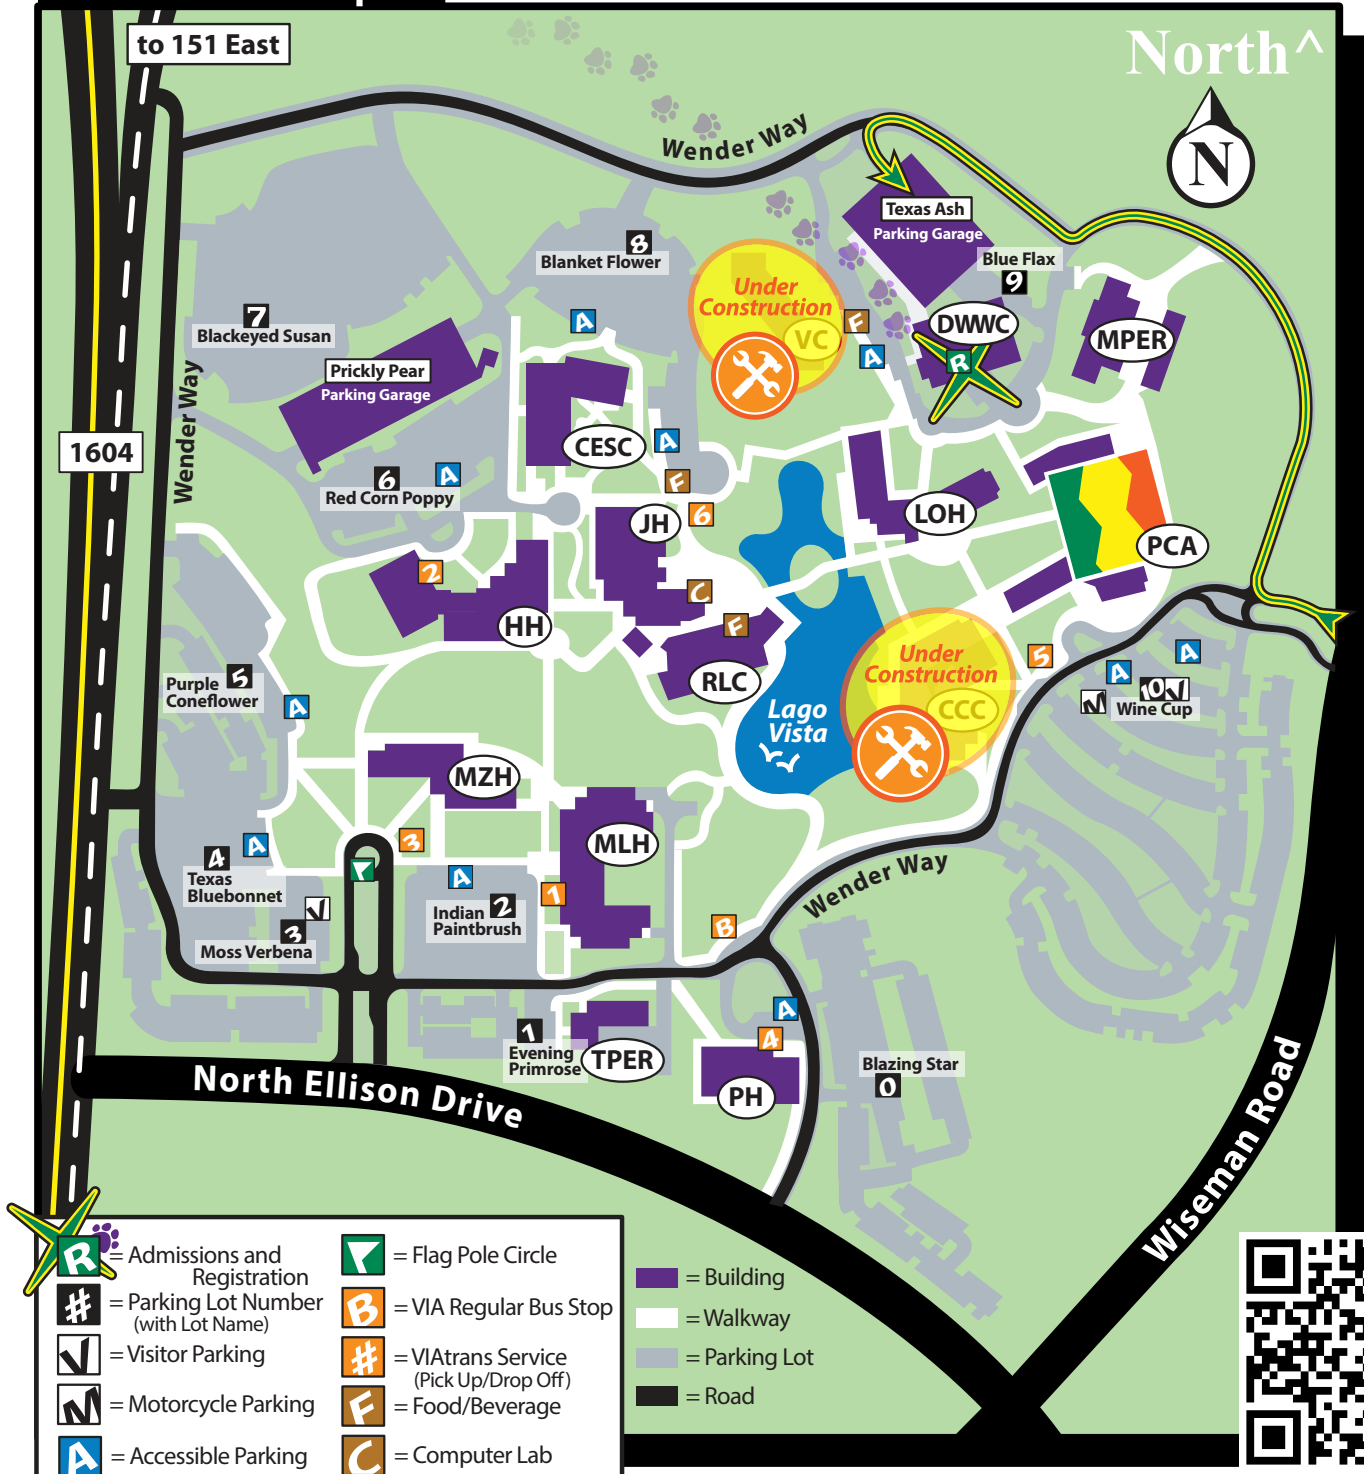 to 151 East
North^
N
Wender Way
Texas Ash
Parking Garage
Blue Flax
9
8
Blanket Flower
Under
Construction
VC
F
A
DWWC
R
MPER
A
7
Blackeyed Susan
Prickly Pear
Parking Garage
Wender Way
1604
CESC
A
F
6
A
Red Corn Poppy
JH
6
LOH
PCA
2
C
HH
F
RLC
5
Purple
Coneflower
A
Lago
Vista
Under
Construction
CCC
5
A
A
M
10
V
Wine Cup
MZH
3
MLH
4
A
Texas
Bluebonnet
V
3
Moss Verbena
A
Indian
Paintbrush
2
1
B
Wender Way
1
Evening
Primrose
TPER
A
4
PH
Blazing Star
0
North Ellison Drive
Wiseman Road
R = Admissions and
Registration
# = Parking Lot Number
(with Lot Name)
V = Visitor Parking
M = Motorcycle Parking
A = Accessible Parking
= Flag Pole Circle
B = VIA Regular Bus Stop
# = VIAtrans Service
(Pick Up/Drop Off)
F = Food/Beverage
C = Computer Lab
= Building
= Walkway
= Parking Lot
= Road